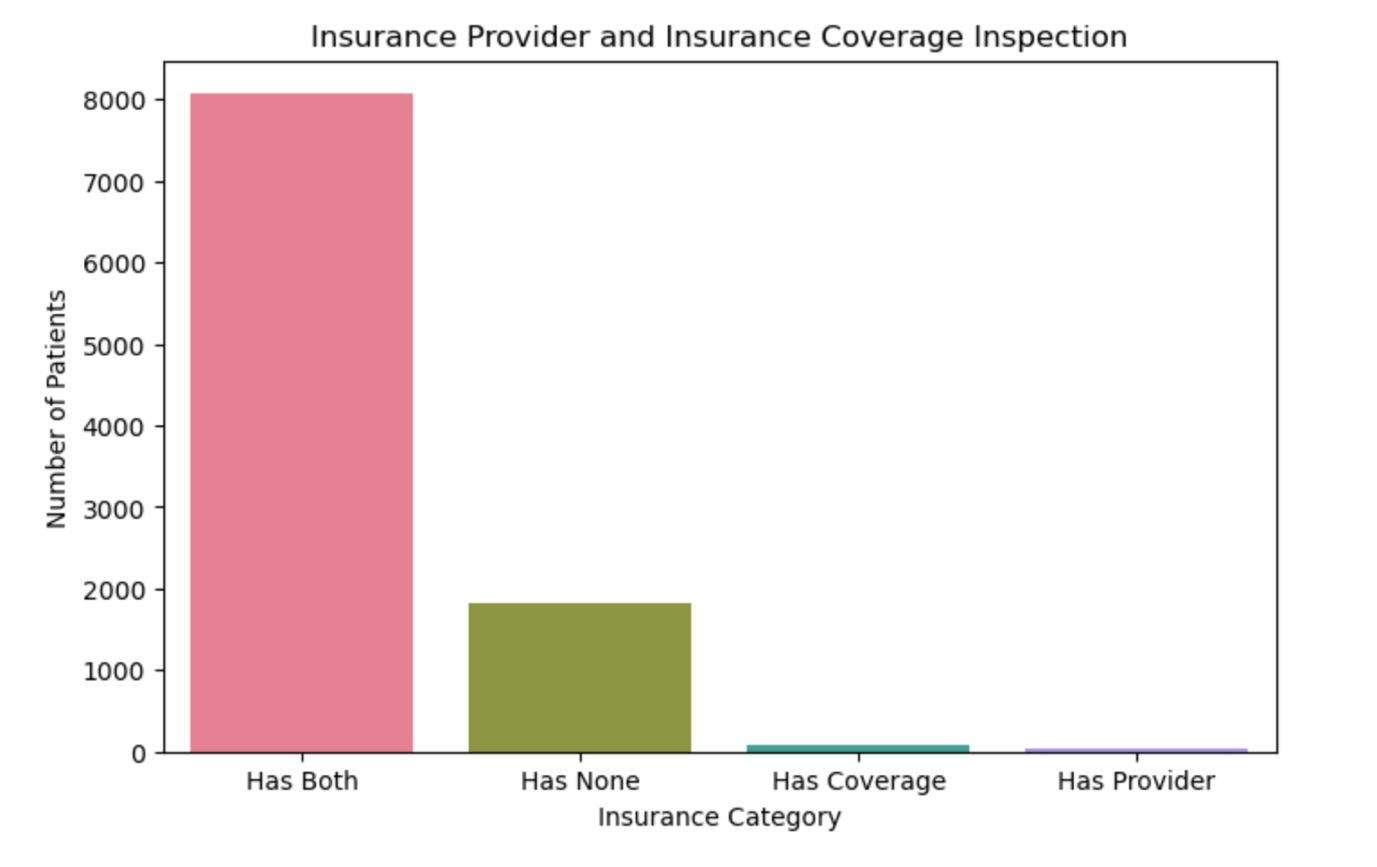 Insurance Provider and Insurance Coverage Inspection
8000
7000
6000
5000
4000
3000
2000
1000
0
Number of Patients
Has Both Has None Has Coverage Has Provider
Insurance Category